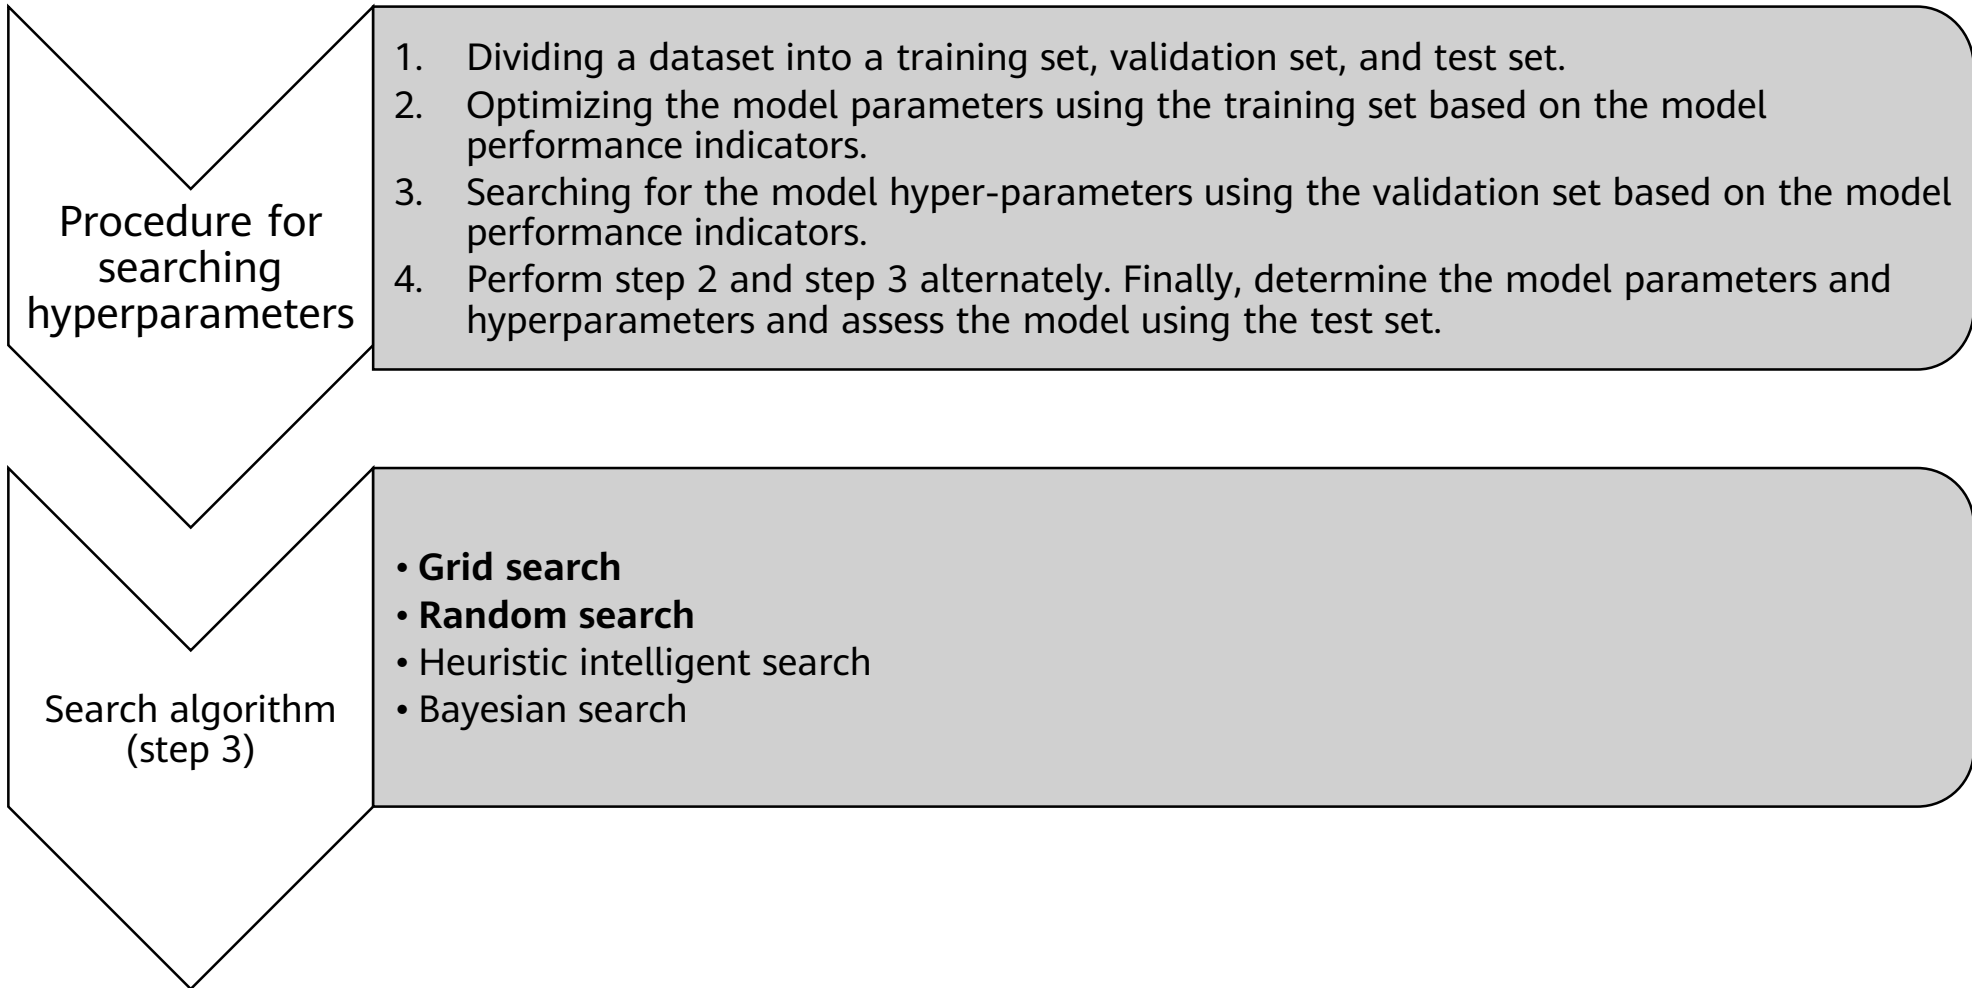 Procedure for
searching
hyperparameters
1. Dividing a dataset into a training set, validation set, and test set.
2. Optimizing the model parameters using the training set based on the model
performance indicators.
3. Searching for the model hyper-parameters using the validation set based on the model
performance indicators.
4. Perform step 2 and step 3 alternately. Finally, determine the model parameters and
hyperparameters and assess the model using the test set.
Search algorithm
(step 3)
• Grid search
• Random search
• Heuristic intelligent search
• Bayesian search